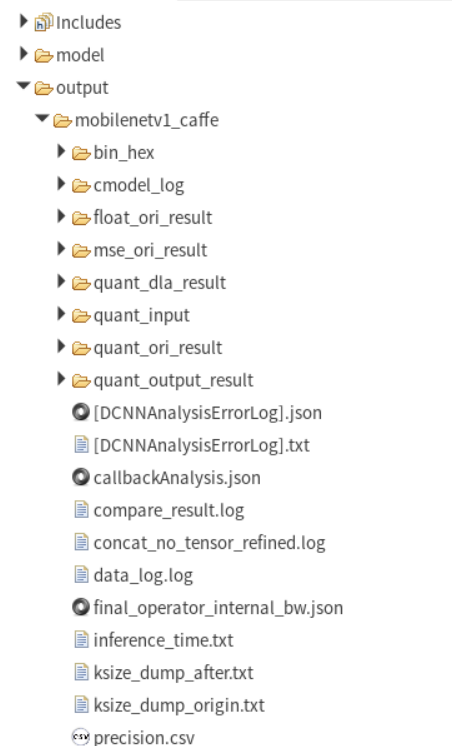 Includes
model
output
mobilenetv1_caffe
bin_hex
cmodel_log
float_ori_result
mse_ori_result
quant_dla_result
quant_input
quant_ori_result
quant_output_result
[DCNNAnalysisErrorLog].json
[DCNNAnalysisErrorLog].txt
callbackAnalysis.json
compare_result.log
concat_no_tensor_refined.log
data_log.log
final_operator_internal_bw.json
inference_time.txt
ksize_dump_after.txt
ksize_dump_origin.txt
precision.csv